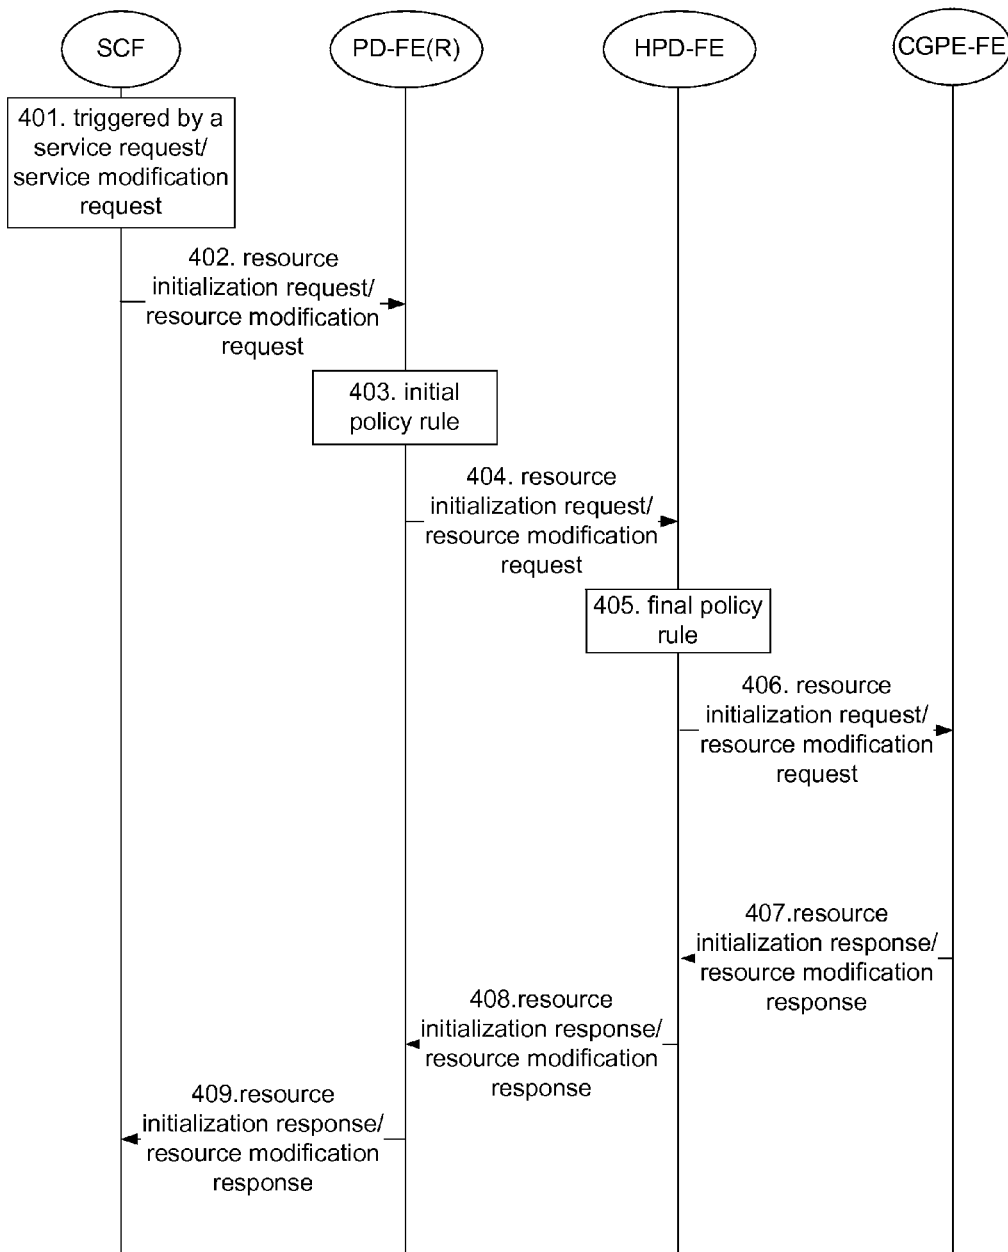 SCF
PD-FE(R)
HPD-FE
CGPE-FE
401. triggered by a
service request/
service modification
request
402. resource
initialization request/
resource modification
request
403. initial
policy rule
404. resource
initialization request/
resource modification
request
405. final policy
rule
406. resource
initialization request/
resource modification
request
407.resource
initialization response/
resource modification
response
408.resource
initialization response/
resource modification
response
409.resource
initialization response/
resource modification
response